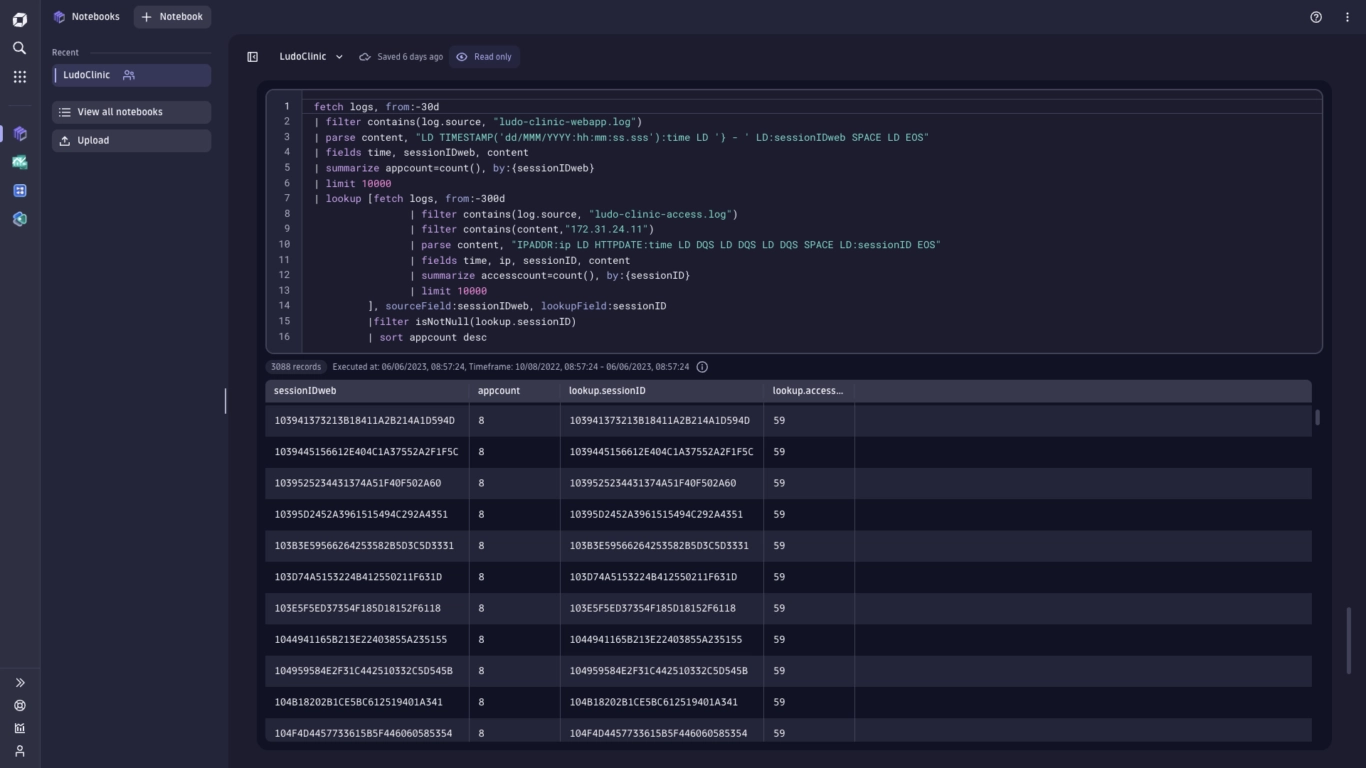 Notebooks
Notebook
Recent
LudoClinic
View all notebooks
Upload
LudoClinic
Saved 6 days ago
Read only
1 fetch logs, from:-30d
2 | filter contains(log.source, "ludo-clinic-webapp.log")
3 | parse content, "LD TIMESTAMP('dd/MMM/YYYY:hh:mm:ss.sss'):time LD '} - ' LD:sessionIDweb SPACE LD EOS"
4 | fields time, sessionIDweb, content
5 | summarize appcount=count(), by:{sessionIDweb}
6 | limit 10000
7 | lookup [fetch logs, from:-300d
8 | filter contains(log.source, "ludo-clinic-access.log")
9 | filter contains(content,"172.31.24.11")
10 | parse content, "IPADDR:ip LD HTTPDATE:time LD DQS LD DQS LD DQS SPACE LD:sessionID EOS"
11 | fields time, ip, sessionID, content
12 | summarize accesscount=count(), by:{sessionID}
13 | limit 10000
14 ], sourceField:sessionIDweb, lookupField:sessionID
15 |filter isNotNull(lookup.sessionID)
16 | sort appcount desc
3088 records Executed at: 06/06/2023, 08:57:24, Timeframe: 10/08/2022, 08:57:24 - 06/06/2023, 08:57:24
sessionIDweb appcount lookup.sessionID lookup.access...
103941373213B18411A2B214A1D594D 8 103941373213B18411A2B214A1D594D 59
1039445156612E404C1A37552A2F1F5C 8 1039445156612E404C1A37552A2F1F5C 59
1039525234431374A51F40F502A60 8 1039525234431374A51F40F502A60 59
10395D2452A3961515494C292A4351 8 10395D2452A3961515494C292A4351 59
103B3E59566264253582B5D3C5D3331 8 103B3E59566264253582B5D3C5D3331 59
103D74A5153224B412550211F631D 8 103D74A5153224B412550211F631D 59
103E5F5ED37354F185D18152F6118 8 103E5F5ED37354F185D18152F6118 59
1044941165B213E22403855A235155 8 1044941165B213E22403855A235155 59
104959584E2F31C442510332C5D545B 8 104959584E2F31C442510332C5D545B 59
104B18202B1CE5BC612519401A341 8 104B18202B1CE5BC612519401A341 59
104F4D4457733615B5F446060585354 8 104F4D4457733615B5F446060585354 59